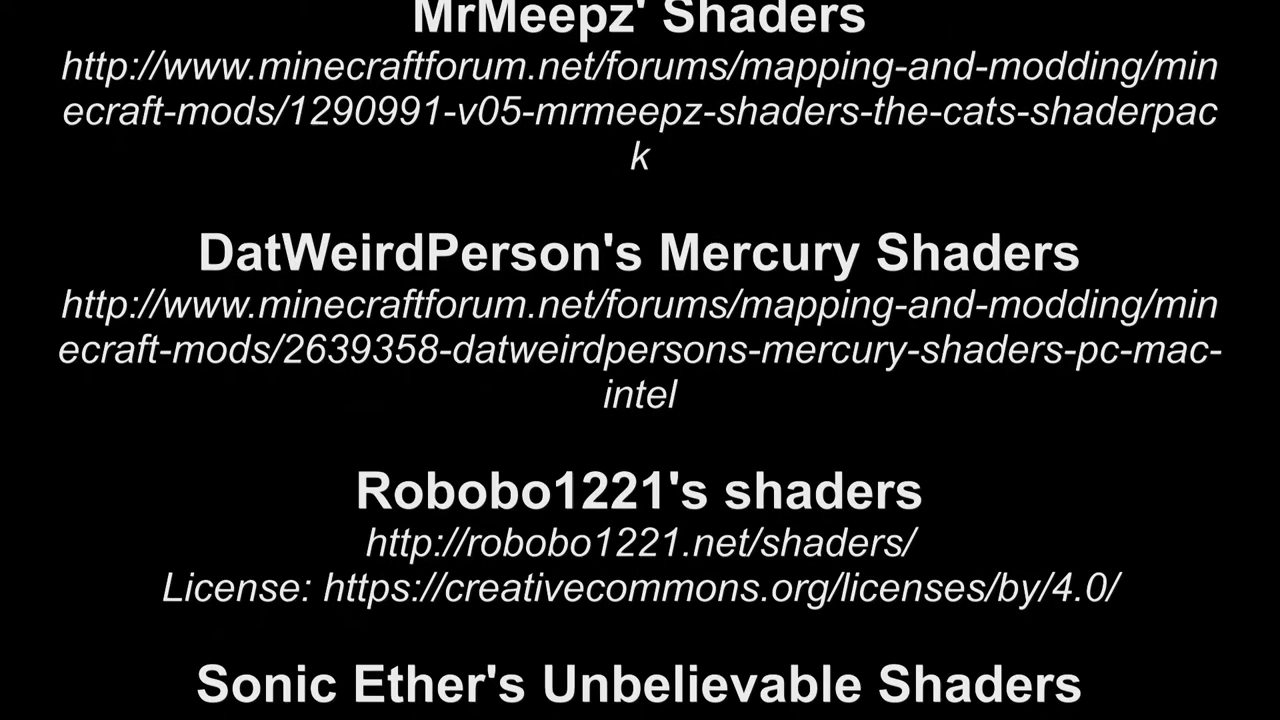 MrMeepz' Shaders
http://www.minecraftforum.net/forums/mapping-and-modding/min
ecraft-mods/1290991-v05-mrmeepz-shaders-the-cats-shaderpac
k
DatWeirdPerson's Mercury Shaders
http://www.minecraftforum.net/forums/mapping-and-modding/min
ecraft-mods/2639358-datweirdpersons-mercury-shaders-pc-mac-
intel
Robobo1221's shaders
http://robobo1221.net/shaders/
License: https://creativecommons.org/licenses/by/4.0/
Sonic Ether's Unbelievable Shaders